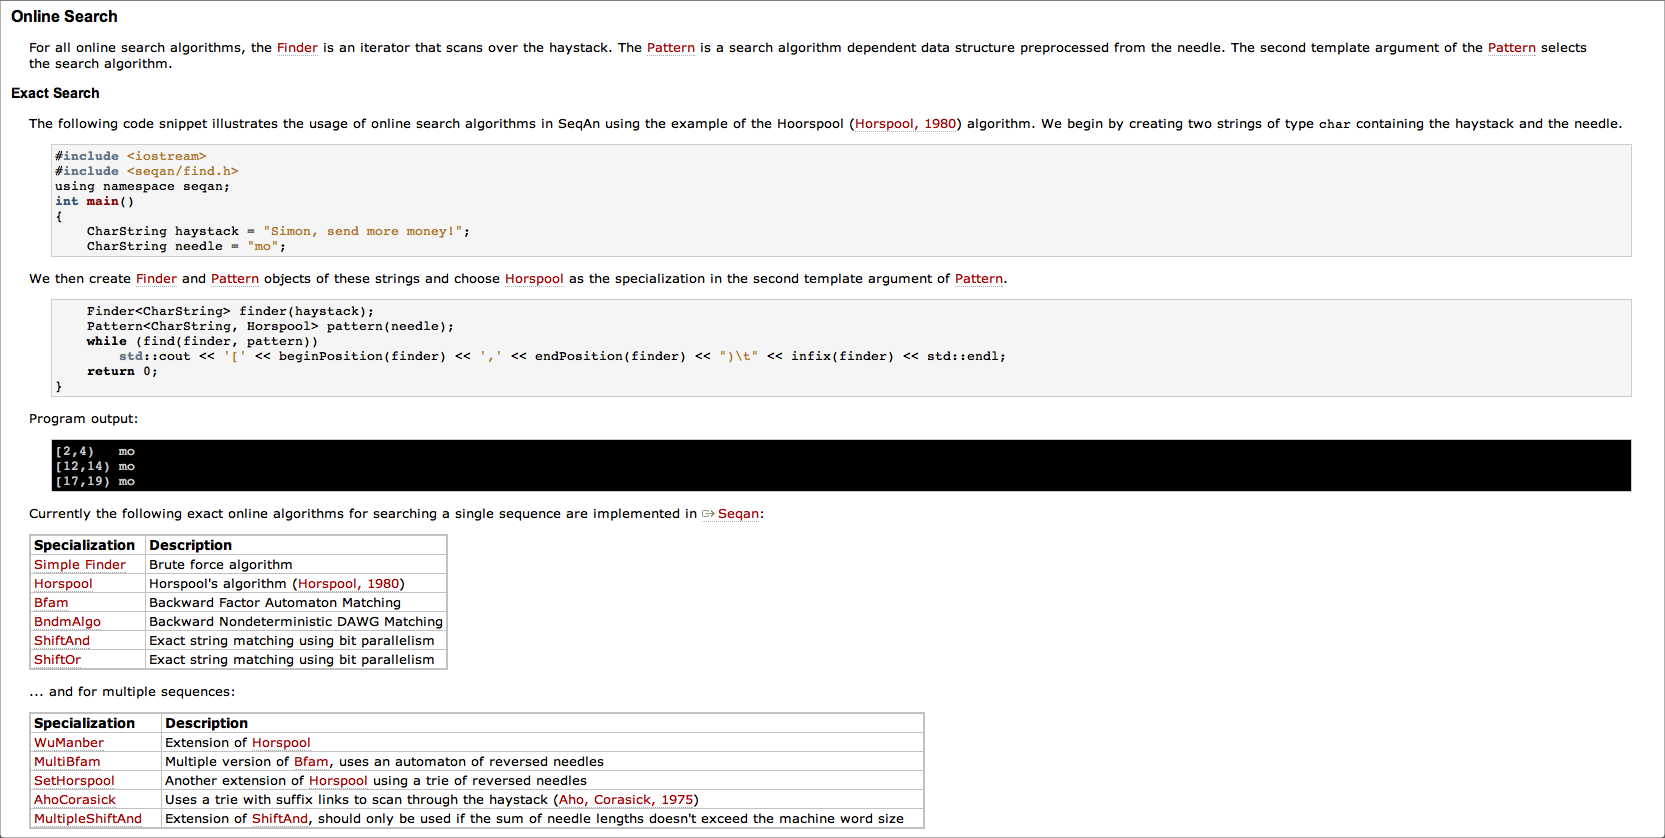 Online Search
For all online search algorithms, the Finder is an iterator that scans over the haystack. The Pattern is a search algorithm dependent data structure preprocessed from the needle. The second template argument of the Pattern selects
the search algorithm.
Exact Search
The following code snippet illustrates the usage of online search algorithms in SeqAn using the example of the Hoorspool (Horspool, 1980) algorithm. We begin by creating two strings of type char containing the haystack and the needle.
#include <iostream>
#include <seqan/find.h>
using namespace seqan;
int main()
{
    CharString haystack = "Simon, send more money!";
    CharString needle = "mo";
We then create Finder and Pattern objects of these strings and choose Horspool as the specialization in the second template argument of Pattern.
    Finder<CharString> finder(haystack);
    Pattern<CharString, Horspool> pattern(needle);
    while (find(finder, pattern))
        std::cout << '[' << beginPosition(finder) << ',' << endPosition(finder) << ")\t" << infix(finder) << std::endl;
    return 0;
}
Program output:
[2,4)   mo
[12,14) mo
[17,19) mo
Currently the following exact online algorithms for searching a single sequence are implemented in Seqan:
Specialization Description
Simple Finder Brute force algorithm
Horspool Horspool's algorithm (Horspool, 1980)
Bfam Backward Factor Automaton Matching
BndmAlgo Backward Nondeterministic DAWG Matching
ShiftAnd Exact string matching using bit parallelism
ShiftOr Exact string matching using bit parallelism
... and for multiple sequences:
Specialization Description
WuManber Extension of Horspool
MultiBfam Multiple version of Bfam, uses an automaton of reversed needles
SetHorspool Another extension of Horspool using a trie of reversed needles
AhoCorasick Uses a trie with suffix links to scan through the haystack (Aho, Corasick, 1975)
MultipleShiftAnd Extension of ShiftAnd, should only be used if the sum of needle lengths doesn't exceed the machine word size